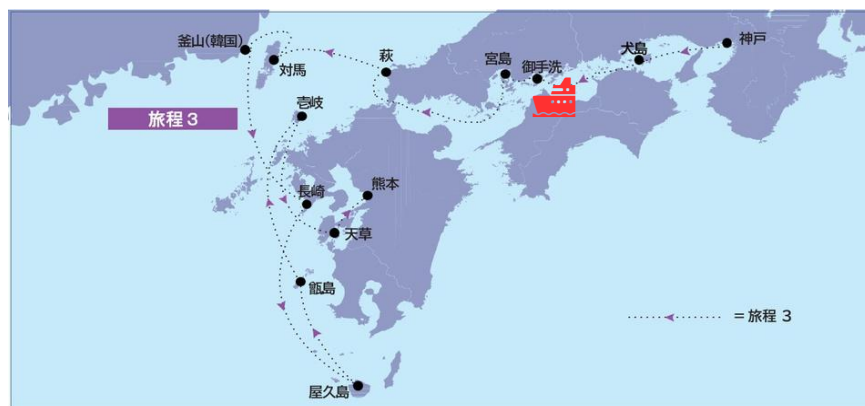 釜山(韓国)
対馬
萩
宮島
御手洗
犬島
神戸
壱岐
旅程 3
長崎
熊本
天草
甑島
屋久島
= 旅程 3